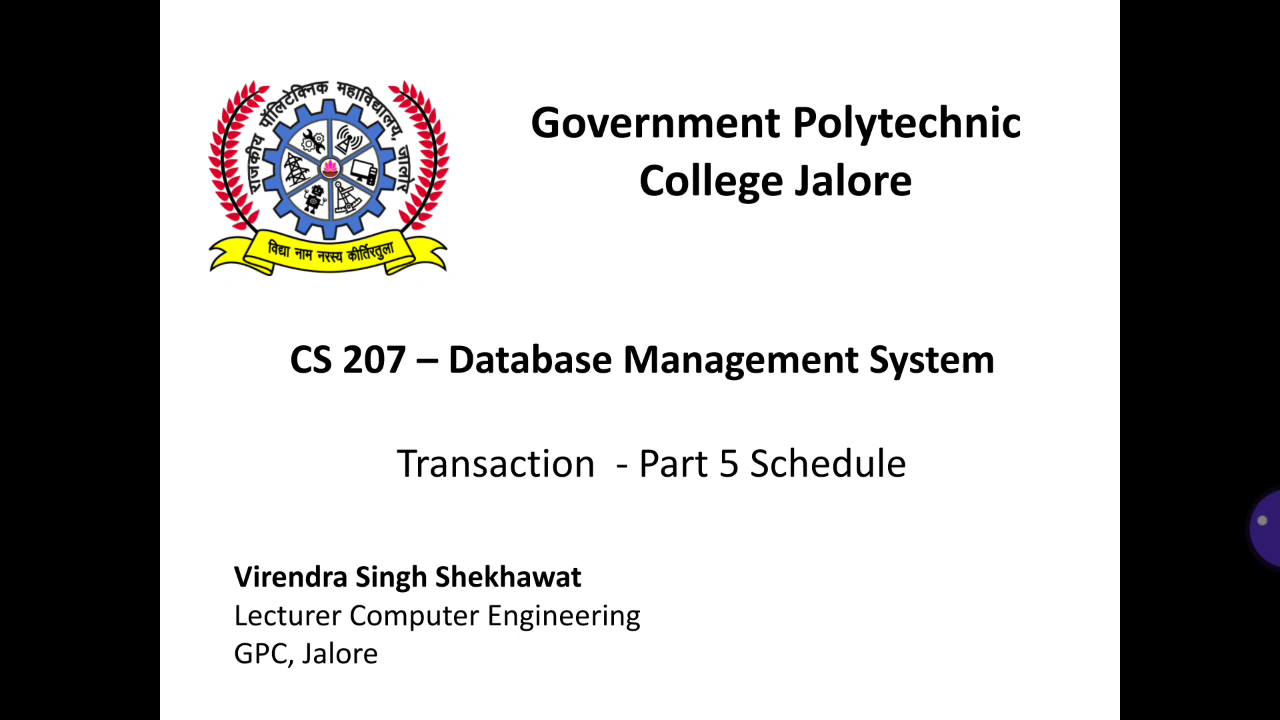 राजकीय पॉलिटेक्निक महाविद्यालय, जालोर
विद्या नाम नरस्य कीर्तिरतुला
Government Polytechnic
College Jalore
CS 207 – Database Management System
Transaction - Part 5 Schedule
Virendra Singh Shekhawat
Lecturer Computer Engineering
GPC, Jalore